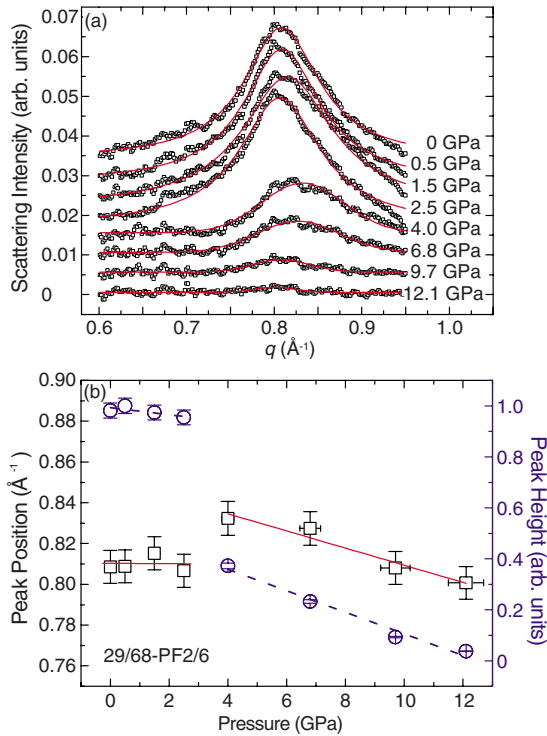 (a)
0.07
0.06
0.05
0.04
0.03
0.02
0.01
0
Scattering Intensity (arb. units)
0 GPa
0.5 GPa
1.5 GPa
2.5 GPa
4.0 GPa
6.8 GPa
9.7 GPa
12.1 GPa
0.6 0.7 0.8 0.9 1.0
q (Å⁻¹)
(b)
0.90
0.88
0.86
0.84
0.82
0.80
0.78
0.76
Peak Position (Å⁻¹)
1.0
0.8
0.6
0.4
0.2
0
Peak Height (arb. units)
29/68-PF2/6
0 2 4 6 8 10 12
Pressure (GPa)